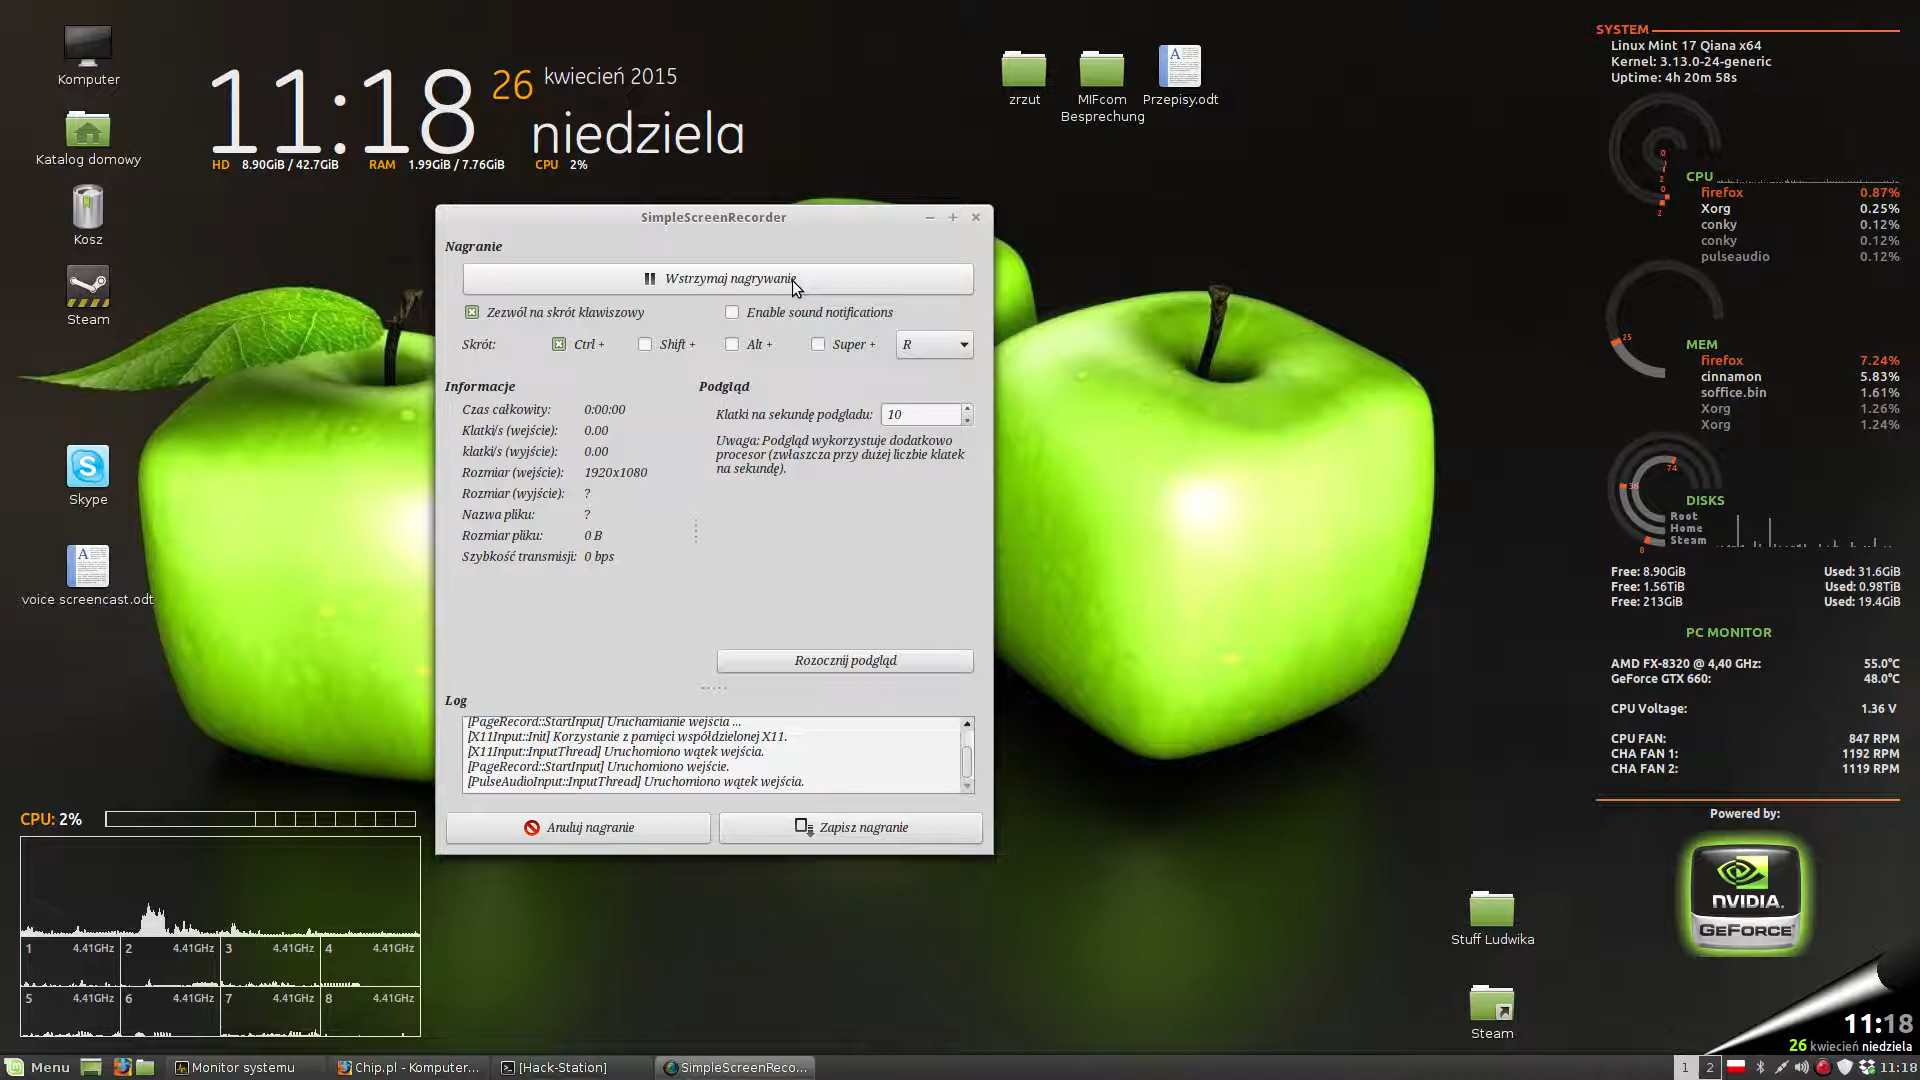 Komputer
Katalog domowy
Kosz
Steam
Skype
voice screencast.odt
11:18 26 kwiecień 2015
niedziela
HD 8.90GiB / 42.7GiB RAM 1.99GiB / 7.76GiB CPU 2%
zrzut
MIFcom Besprechung
Przepisy.odt
SimpleScreenRecorder
Nagranie
Wstrzymaj nagrywanie
Zezwól na skrót klawiszowy
Enable sound notifications
Skrót: Ctrl + Shift + Alt + Super + R
Informacje
Czas całkowity: 0:00:00
Klatki/s (wejście): 0.00
klatki/s (wyjście): 0.00
Rozmiar (wejście): 1920x1080
Rozmiar (wyjście): ?
Nazwa pliku: ?
Rozmiar pliku: 0 B
Szybkość transmisji: 0 bps
Podgląd
Klatki na sekundę podgladu: 10
Uwaga: Podgląd wykorzystuje dodatkowo
procesor (zwłaszcza przy dużej liczbie klatek
na sekundę).
Rozocznij podgląd
Log
[PageRecord::StartInput] Uruchamianie wejścia ...
[X11Input::Init] Korzystanie z pamięci współdzielonej X11.
[X11Input::InputThread] Uruchomiono wątek wejścia.
[PageRecord::StartInput] Uruchomiono wejście.
[PulseAudioInput::InputThread] Uruchomiono wątek wejścia.
Anuluj nagranie
Zapisz nagranie
SYSTEM
Linux Mint 17 Qiana x64
Kernel: 3.13.0-24-generic
Uptime: 4h 20m 58s
CPU
firefox 0.87%
Xorg 0.25%
conky 0.12%
conky 0.12%
pulseaudio 0.12%
25
MEM
firefox 7.24%
cinnamon 5.83%
soffice.bin 1.61%
Xorg 1.26%
Xorg 1.24%
74
DISKS
Root
Home
Steam
8
Free: 8.90GiB Used: 31.6GiB
Free: 1.56TiB Used: 0.98TiB
Free: 213GiB Used: 19.4GiB
PC MONITOR
AMD FX-8320 @ 4,40 GHz: 55.0°C
GeForce GTX 660: 48.0°C
CPU Voltage: 1.36 V
CPU FAN: 847 RPM
CHA FAN 1: 1192 RPM
CHA FAN 2: 1119 RPM
Powered by:
NVIDIA.
GEFORCE
CPU: 2%
1 4.41GHz 2 4.41GHz 3 4.41GHz 4 4.41GHz
5 4.41GHz 6 4.41GHz 7 4.41GHz 8 4.41GHz
Stuff Ludwika
Steam
11:18
26 kwiecień niedziela
Menu
Monitor systemu
Chip.pl - Komputer...
[Hack-Station]
SimpleScreenReco...
1 2
11:18